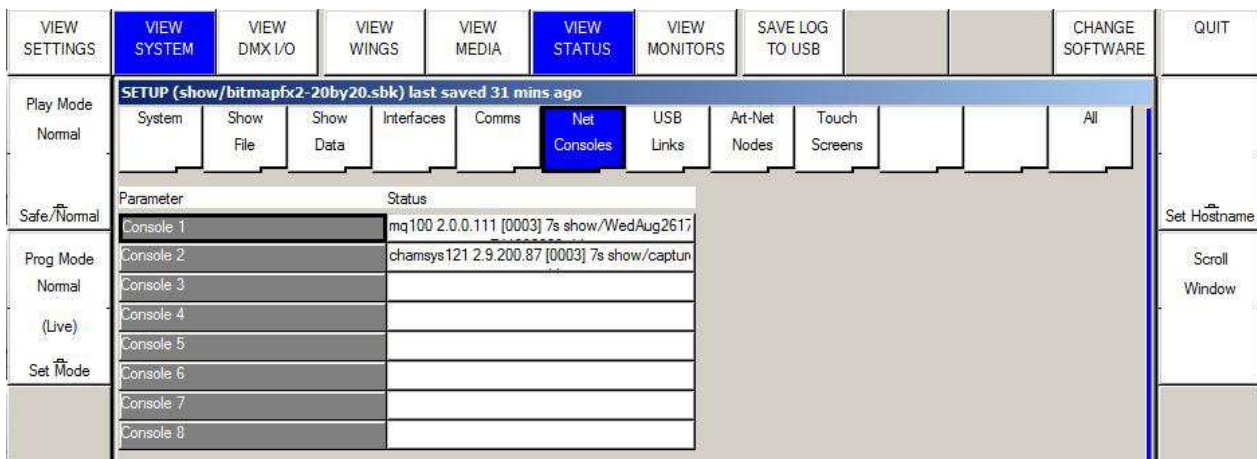 VIEW SETTINGS
VIEW SYSTEM
VIEW DMX I/O
VIEW WINGS
VIEW MEDIA
VIEW STATUS
VIEW MONITORS
SAVE LOG TO USB
CHANGE SOFTWARE
QUIT
Play Mode
Normal
Safe/Normal
Prog Mode
Normal
(Live)
Set Mode
SETUP (show/bitmapfx2-20by20.sbk) last saved 31 mins ago
System
Show File
Show Data
Interfaces
Comms
Net Consoles
USB Links
Art-Net Nodes
Touch Screens
All
Parameter Status
Console 1 mq100 2.0.0.111 [0003] 7s show/WedAug2617
Console 2 chamsys121 2.9.200.87 [0003] 7s show/captur
Console 3
Console 4
Console 5
Console 6
Console 7
Console 8
Set Hostname
Scroll
Window